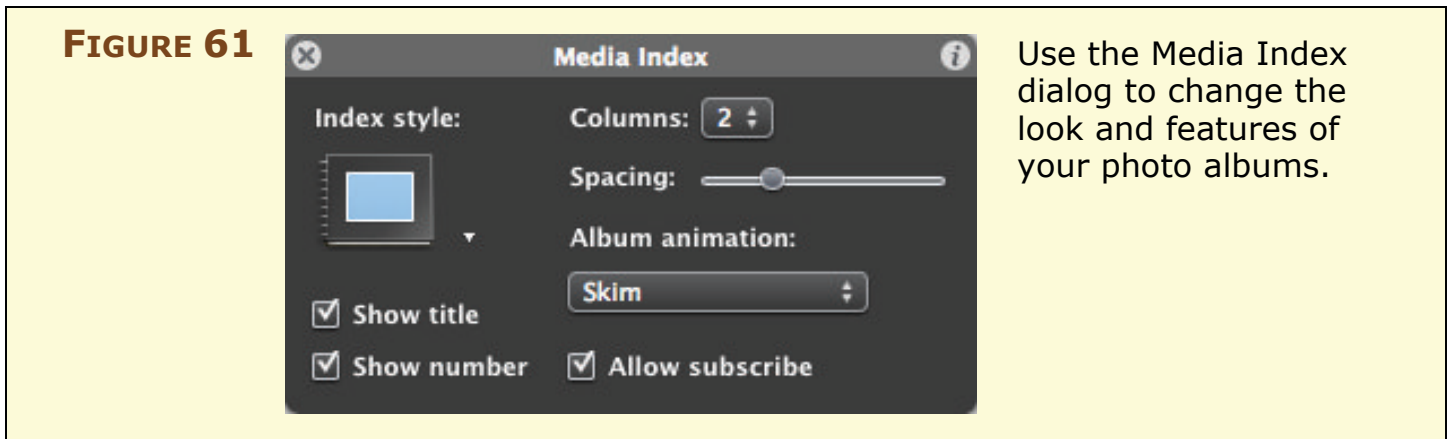 FIGURE 61
Media Index
Index style:
Columns: 2
Spacing:
Album animation:
Skim
Show title
Show number
Allow subscribe
Use the Media Index
dialog to change the
look and features of
your photo albums.